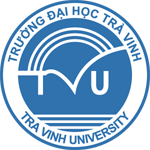 TRƯỜNG ĐẠI HỌC TRÀ VINH
TVU
TRA VINH UNIVERSITY